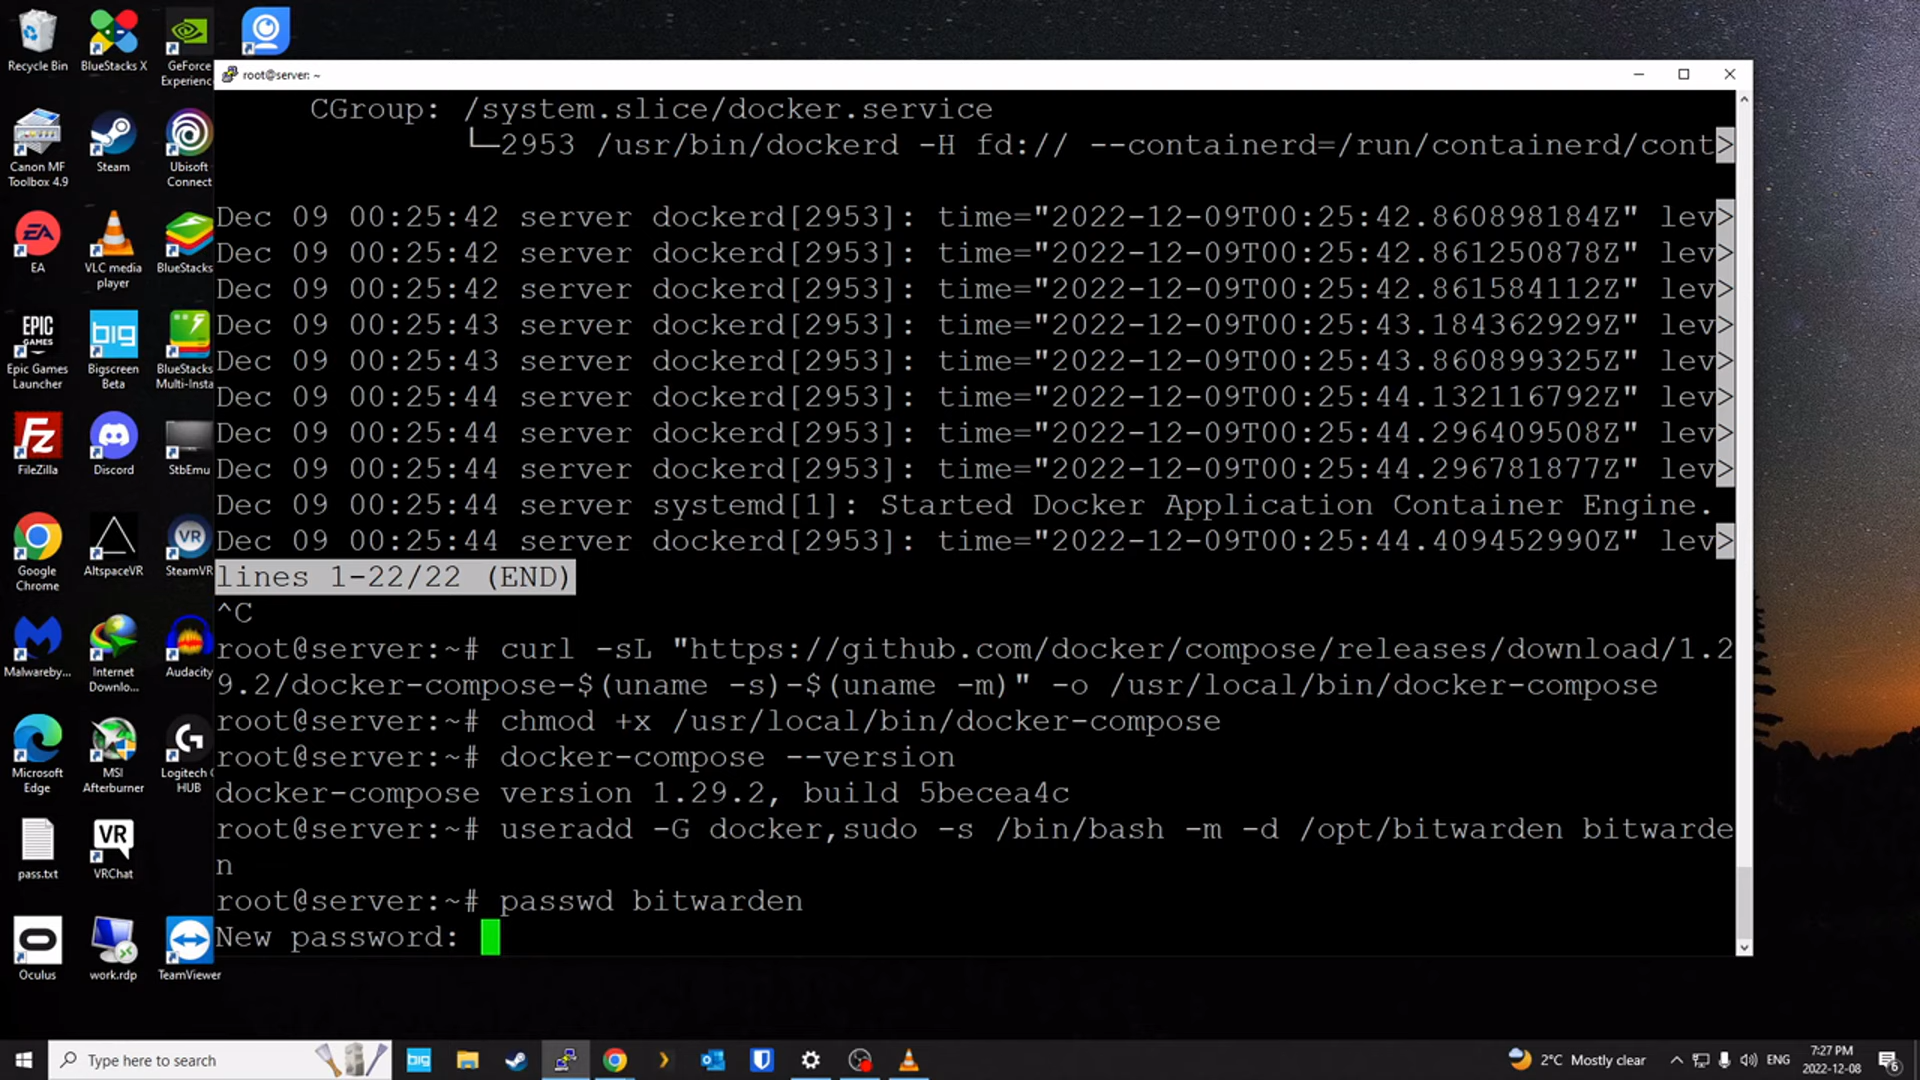 Recycle Bin
BlueStacks X
GeForce
Experienc
root@server: ~
Canon MF
Toolbox 4.9
Steam
Ubisoft
Connect
EA
VLC media
player
BlueStacks
EPIC
GAMES
Epic Games
Launcher
big
Bigscreen
Beta
BlueStacks
Multi-Insta
FileZilla
Discord
StbEmu
Google
Chrome
AltspaceVR
VR
SteamVR
Malwareby...
Internet
Downlo...
Audacity
Microsoft
Edge
MSI
Afterburner
Logitech G
HUB
pass.txt
VR
VRChat
Oculus
work.rdp
TeamViewer
CGroup: /system.slice/docker.service
└─2953 /usr/bin/dockerd -H fd:// --containerd=/run/containerd/cont>
Dec 09 00:25:42 server dockerd[2953]: time="2022-12-09T00:25:42.860898184Z" lev>
Dec 09 00:25:42 server dockerd[2953]: time="2022-12-09T00:25:42.861250878Z" lev>
Dec 09 00:25:42 server dockerd[2953]: time="2022-12-09T00:25:42.861584112Z" lev>
Dec 09 00:25:43 server dockerd[2953]: time="2022-12-09T00:25:43.184362929Z" lev>
Dec 09 00:25:43 server dockerd[2953]: time="2022-12-09T00:25:43.860899325Z" lev>
Dec 09 00:25:44 server dockerd[2953]: time="2022-12-09T00:25:44.132116792Z" lev>
Dec 09 00:25:44 server dockerd[2953]: time="2022-12-09T00:25:44.296409508Z" lev>
Dec 09 00:25:44 server dockerd[2953]: time="2022-12-09T00:25:44.296781877Z" lev>
Dec 09 00:25:44 server systemd[1]: Started Docker Application Container Engine.
Dec 09 00:25:44 server dockerd[2953]: time="2022-12-09T00:25:44.409452990Z" lev>
lines 1-22/22 (END)
^C
root@server:~# curl -sL "https://github.com/docker/compose/releases/download/1.2
9.2/docker-compose-$(uname -s)-$(uname -m)" -o /usr/local/bin/docker-compose
root@server:~# chmod +x /usr/local/bin/docker-compose
root@server:~# docker-compose --version
docker-compose version 1.29.2, build 5becea4c
root@server:~# useradd -G docker,sudo -s /bin/bash -m -d /opt/bitwarden bitwarde
n
root@server:~# passwd bitwarden
New password:
Type here to search
big
2°C Mostly clear
ENG
7:27 PM
2022-12-08
6